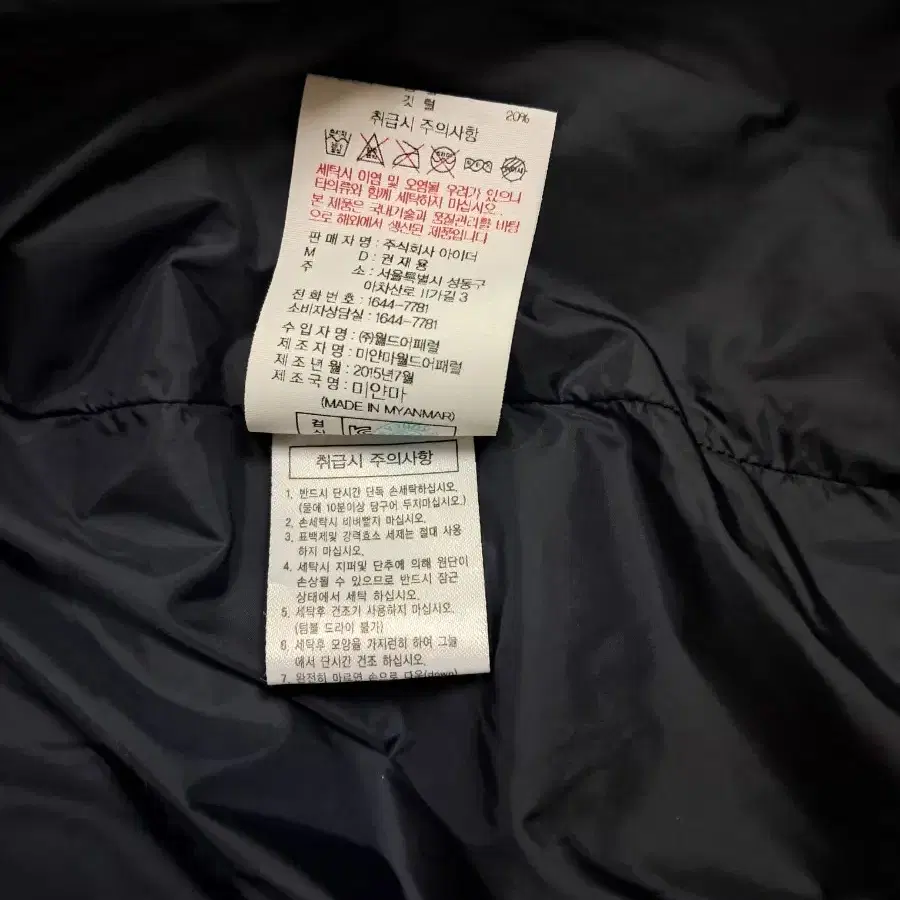 깃 털 20%
취급시 주의사항
세탁시 이염 및 오염될 우려가 있으니
타의류와 함께 세탁하지 마십시오.
본 제품은 국내기술과 품질관리를 바탕
으로 해외에서 생산된 제품입니다
판 매 자 명 : 주식회사 아이더
M D : 권 재 용
주 소 : 서울특별시 성동구
아차산로 11가길 3
전 화 번 호 : 1644-7781
소비자상담실 : 1644-7781
수 입 자 명 : ㈜월드어패럴
제 조 자 명 : 미얀마월드어패럴
제 조 년 월 : 2015년7월
제 조 국 명 : 미얀마
(MADE IN MYANMAR)
취급시 주의사항
1. 반드시 단시간 단독 손세탁하십시오.
(물에 10분이상 담구어 두지마십시오)
2. 손세탁시 비벼빨지 마십시오.
3. 표백제및 강력효소 세제는 절대 사용
하지 마십시오.
4. 세탁시 지퍼및 단추에 의해 원단이
손상될 수 있으므로 반드시 잠근
상태에서 세탁 하십시오.
5. 세탁후 건조기 사용하지 마십시오.
(텀블 드라이 불가)
6. 세탁후 모양을 가지런히 하여 그늘
에서 단시간 건조 하십시오.
7. 완전히 마르면 손으로 다운(down)